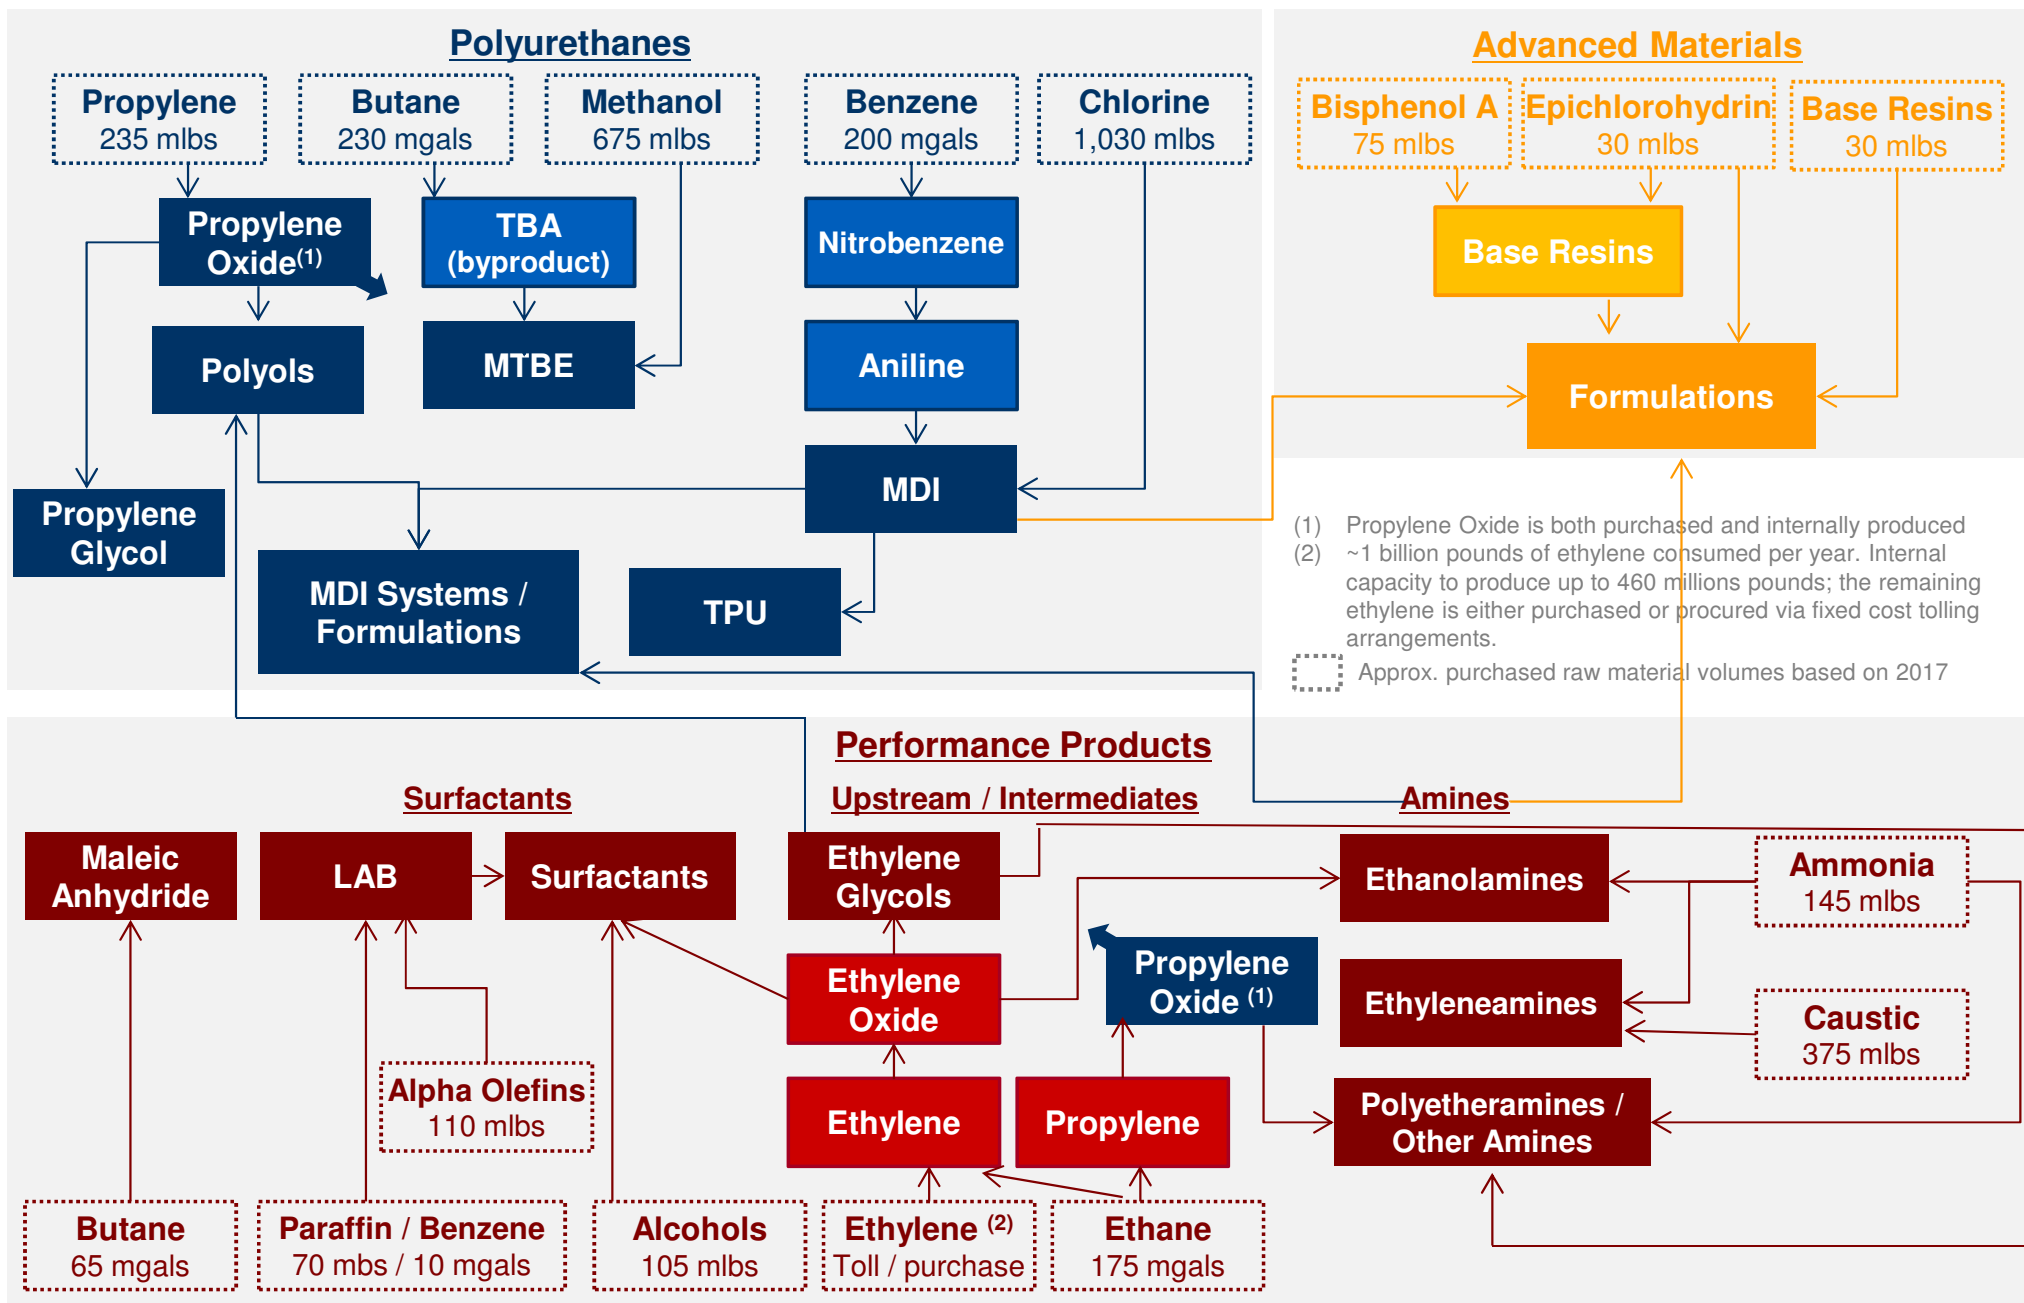 Polyurethanes
Propylene
235 mlbs
Butane
230 mgals
Methanol
675 mlbs
Benzene
200 mgals
Chlorine
1,030 mlbs
Propylene
Oxide(1)
TBA
(byproduct)
Nitrobenzene
Polyols
MTBE
Aniline
MDI
Propylene
Glycol
MDI Systems /
Formulations
TPU
Advanced Materials
Bisphenol A
75 mlbs
Epichlorohydrin
30 mlbs
Base Resins
30 mlbs
Base Resins
Formulations
(1) Propylene Oxide is both purchased and internally produced
(2) ~1 billion pounds of ethylene consumed per year. Internal
capacity to produce up to 460 millions pounds; the remaining
ethylene is either purchased or procured via fixed cost tolling
arrangements.
Approx. purchased raw material volumes based on 2017
Performance Products
Surfactants
Upstream / Intermediates
Amines
Maleic
Anhydride
LAB
Surfactants
Ethylene
Glycols
Ethanolamines
Ammonia
145 mlbs
Ethylene
Oxide
Propylene
Oxide (1)
Ethyleneamines
Caustic
375 mlbs
Alpha Olefins
110 mlbs
Ethylene
Propylene
Polyetheramines /
Other Amines
Butane
65 mgals
Paraffin / Benzene
70 mbs / 10 mgals
Alcohols
105 mlbs
Ethylene (2)
Toll / purchase
Ethane
175 mgals